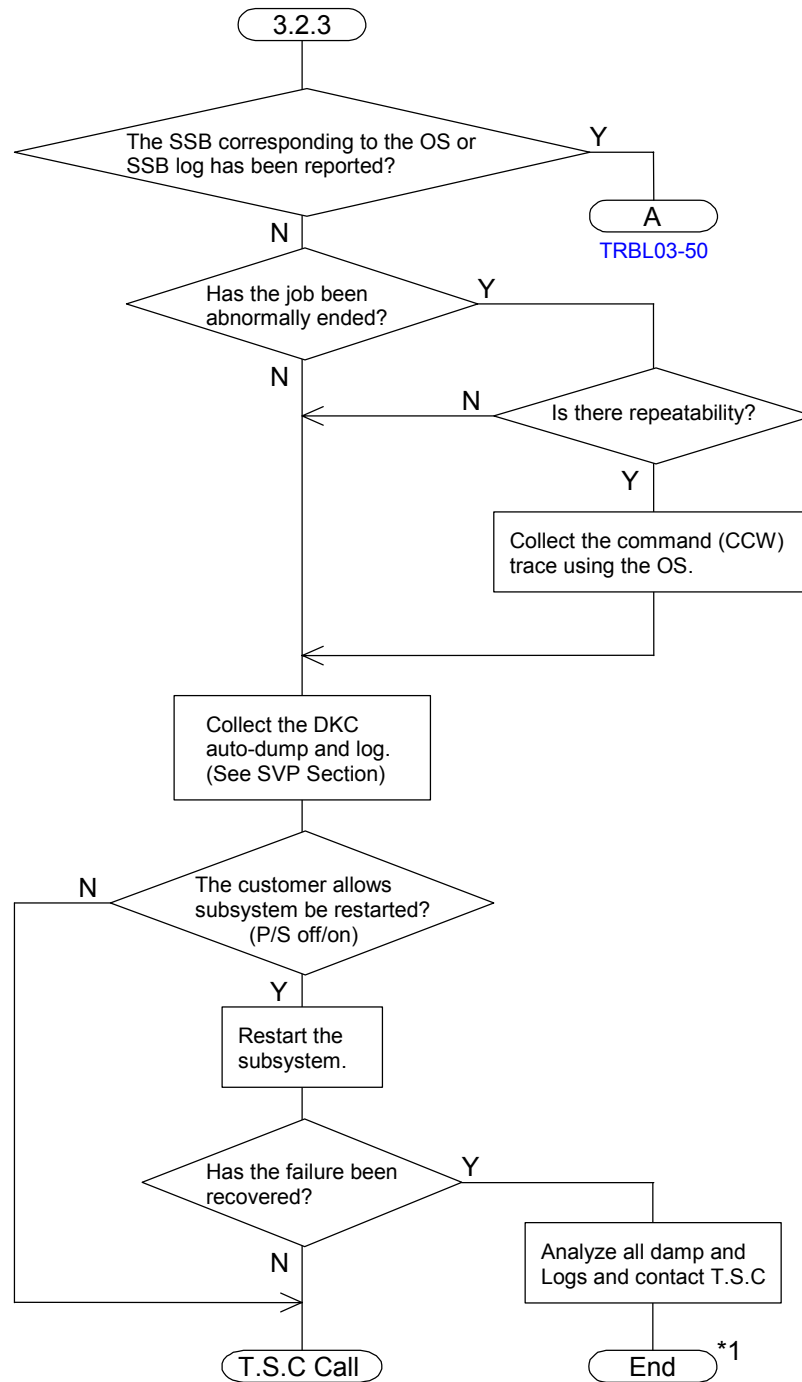 3.2.3
The SSB corresponding to the OS or
SSB log has been reported?
Y
A
TRBL03-50
N
Has the job been
abnormally ended?
Y
N
Is there repeatability?
N
Y
Collect the command (CCW)
trace using the OS.
Collect the DKC
auto-dump and log.
(See SVP Section)
N
The customer allows
subsystem be restarted?
(P/S off/on)
Y
Restart the
subsystem.
Has the failure been
recovered?
Y
N
Analyze all damp and
Logs and contact T.S.C
T.S.C Call
End
*1